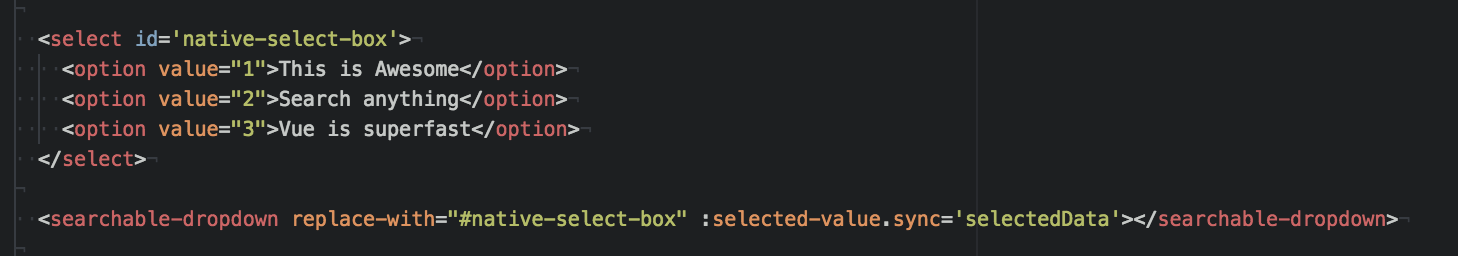 <select id='native-select-box'>
<option value="1">This is Awesome</option>
<option value="2">Search anything</option>
<option value="3">Vue is superfast</option>
</select>
<searchable-dropdown replace-with="#native-select-box" :selected-value.sync='selectedData'></searchable-dropdown>